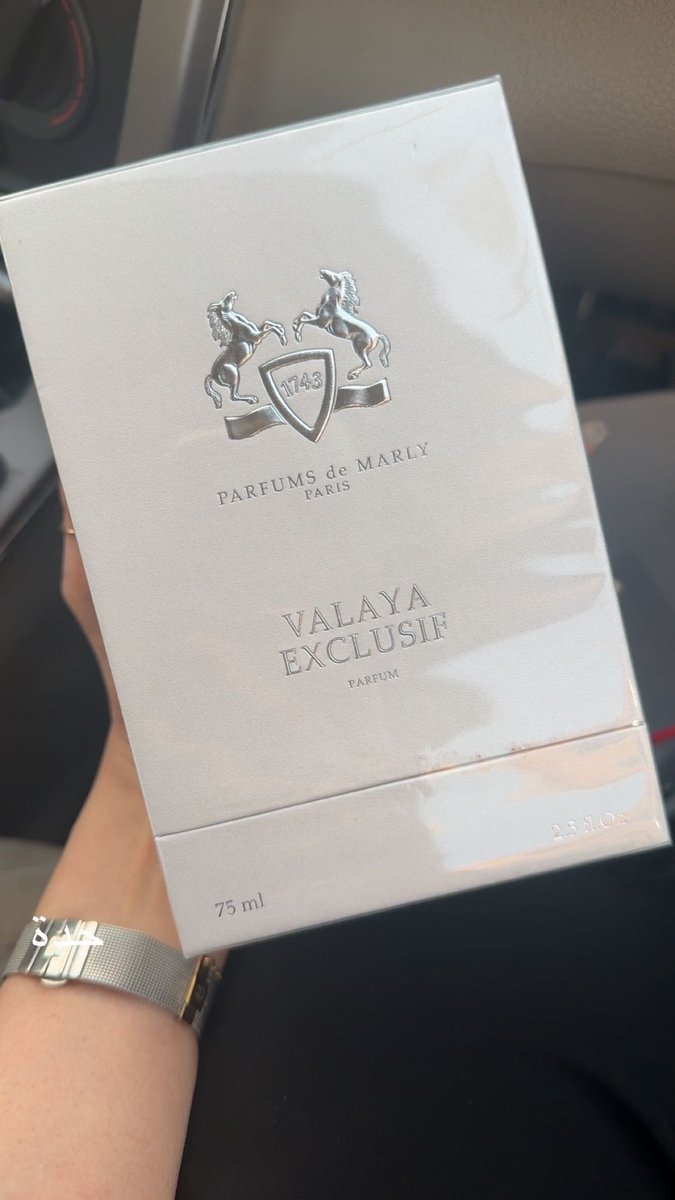 1743
PARFUMS de MARLY
PARIS
VALAYA
EXCLUSIF
PARFUM
2.5 fl.Oz
75 ml